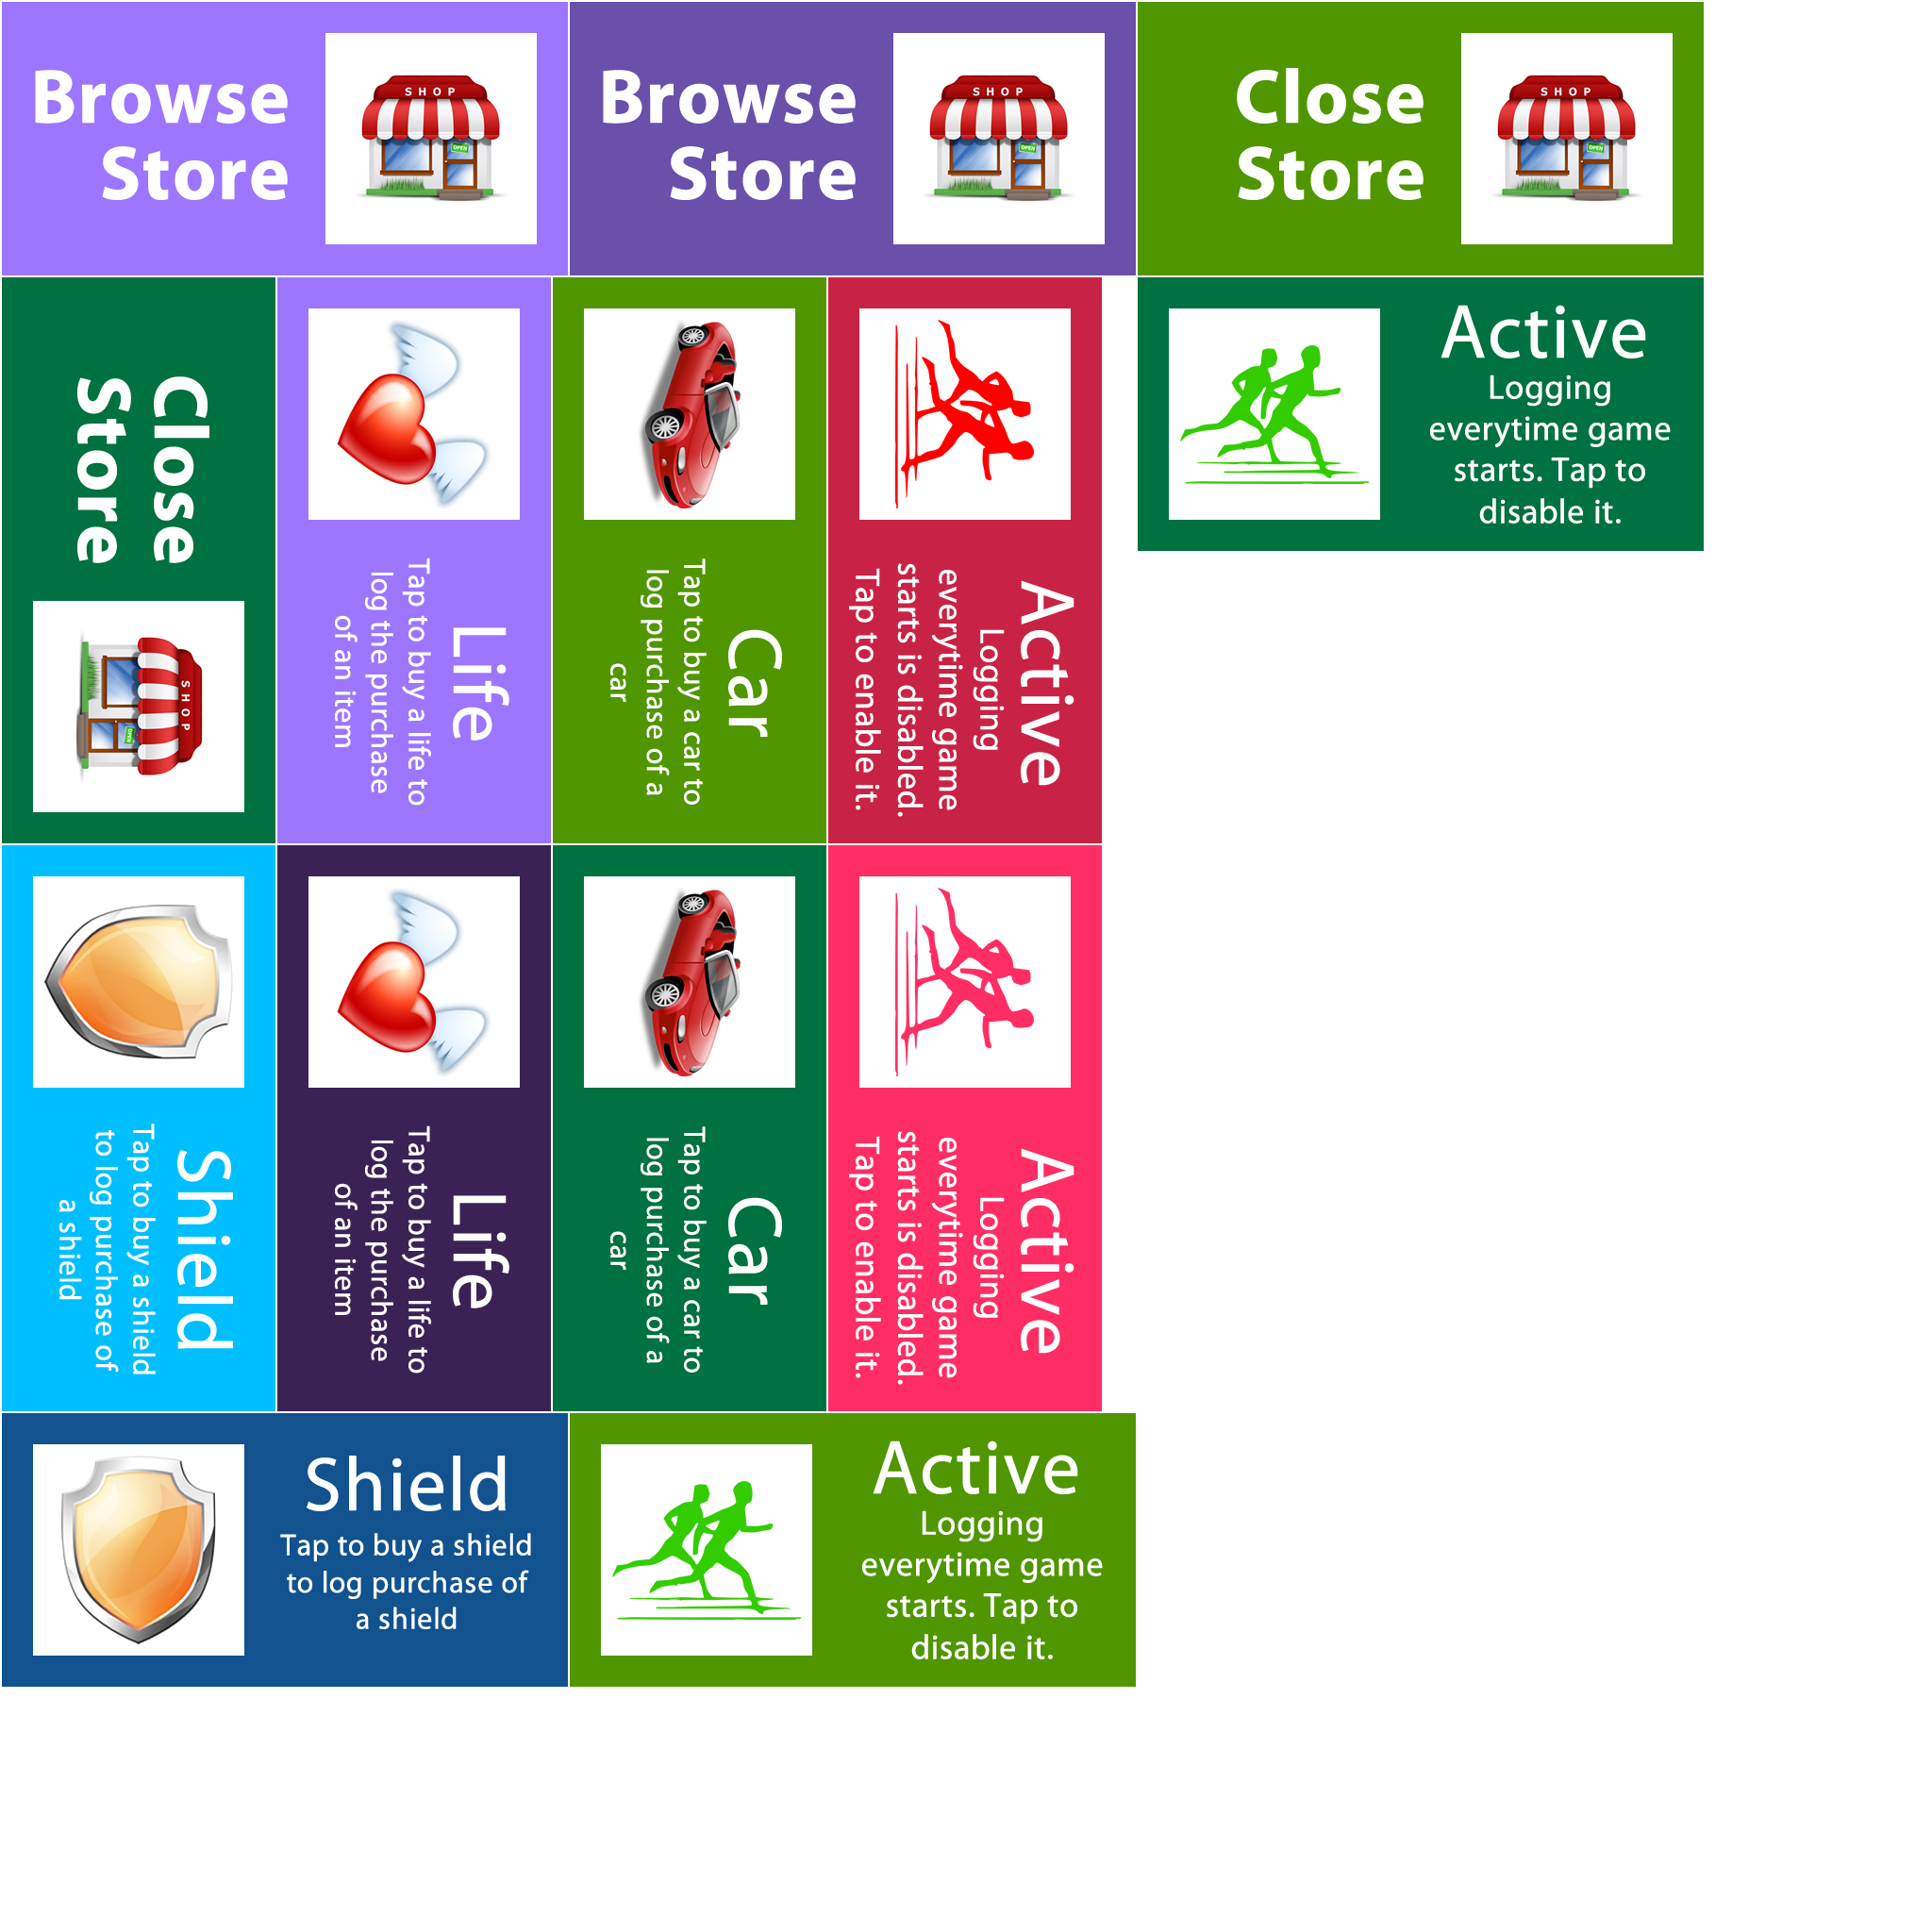 Browse
Store
SHOP
OPEN
Browse
Store
SHOP
OPEN
Close
Store
SHOP
OPEN
Close
Store
SHOP
OPEN
Life
Tap to buy a life to
log the purchase
of an item
Car
Tap to buy a car to
log purchase of a
car
Active
Logging
everytime game
starts is disabled.
Tap to enable it.
Active
Logging
everytime game
starts. Tap to
disable it.
Shield
Tap to buy a shield
to log purchase of
a shield
Life
Tap to buy a life to
log the purchase
of an item
Car
Tap to buy a car to
log purchase of a
car
Active
Logging
everytime game
starts is disabled.
Tap to enable it.
Shield
Tap to buy a shield
to log purchase of
a shield
Active
Logging
everytime game
starts. Tap to
disable it.